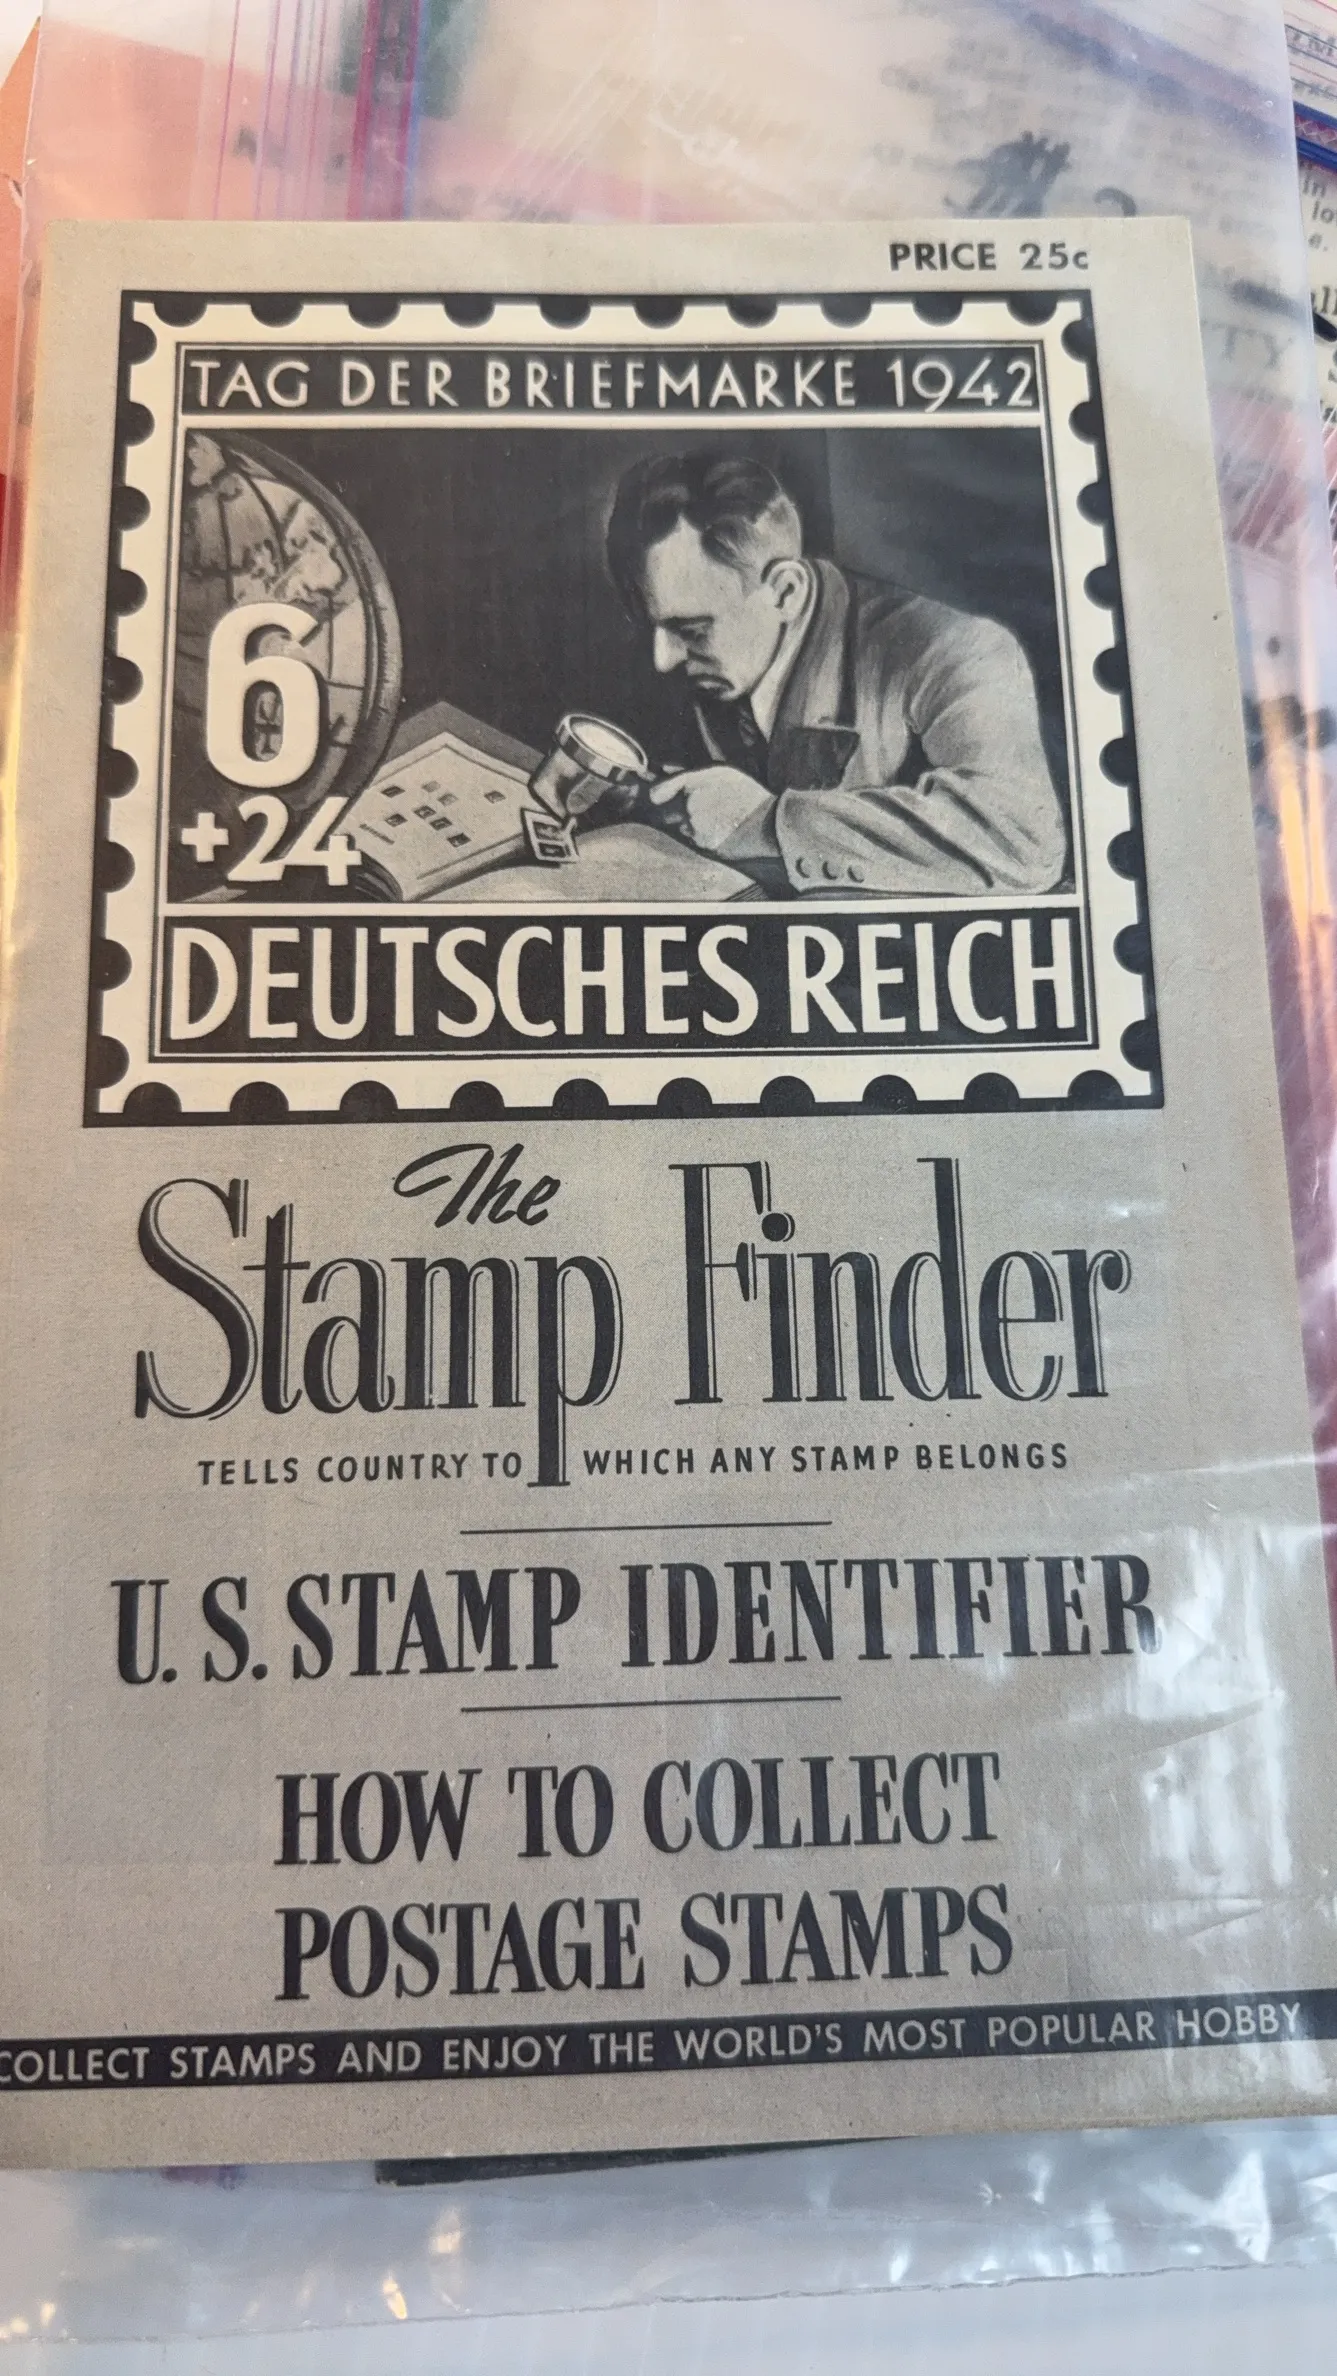 PRICE 25c
TAG DER BRIEFMARKE 1942
6
+24
DEUTSCHES REICH
The
Stamp Finder
TELLS COUNTRY TO WHICH ANY STAMP BELONGS
U.S. STAMP IDENTIFIER
HOW TO COLLECT
POSTAGE STAMPS
COLLECT STAMPS AND ENJOY THE WORLD'S MOST POPULAR HOBBY